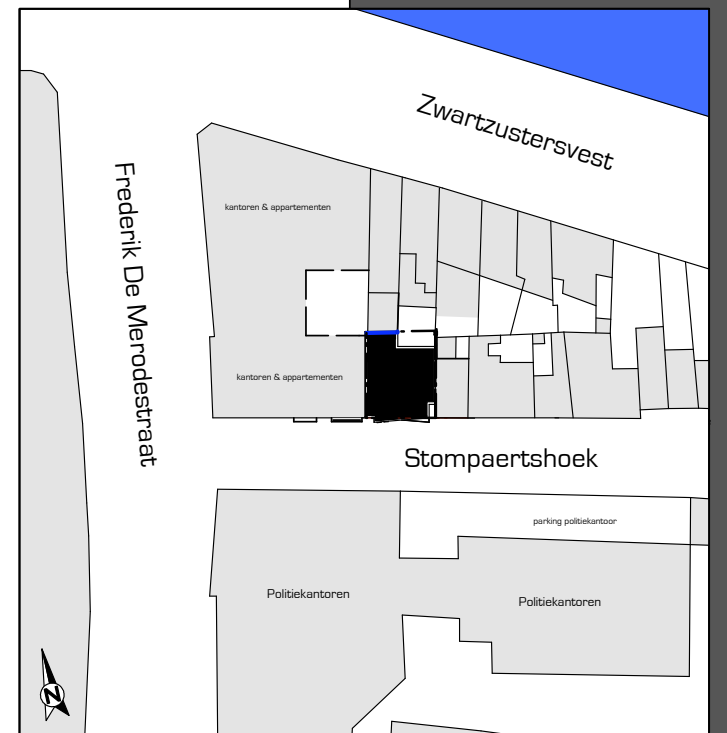 Zwartzustersvest
Frederik De Merodestraat
kantoren & appartementen
kantoren & appartementen
Stompaertshoek
parking politiekantoor
Politiekantoren
Politiekantoren
N